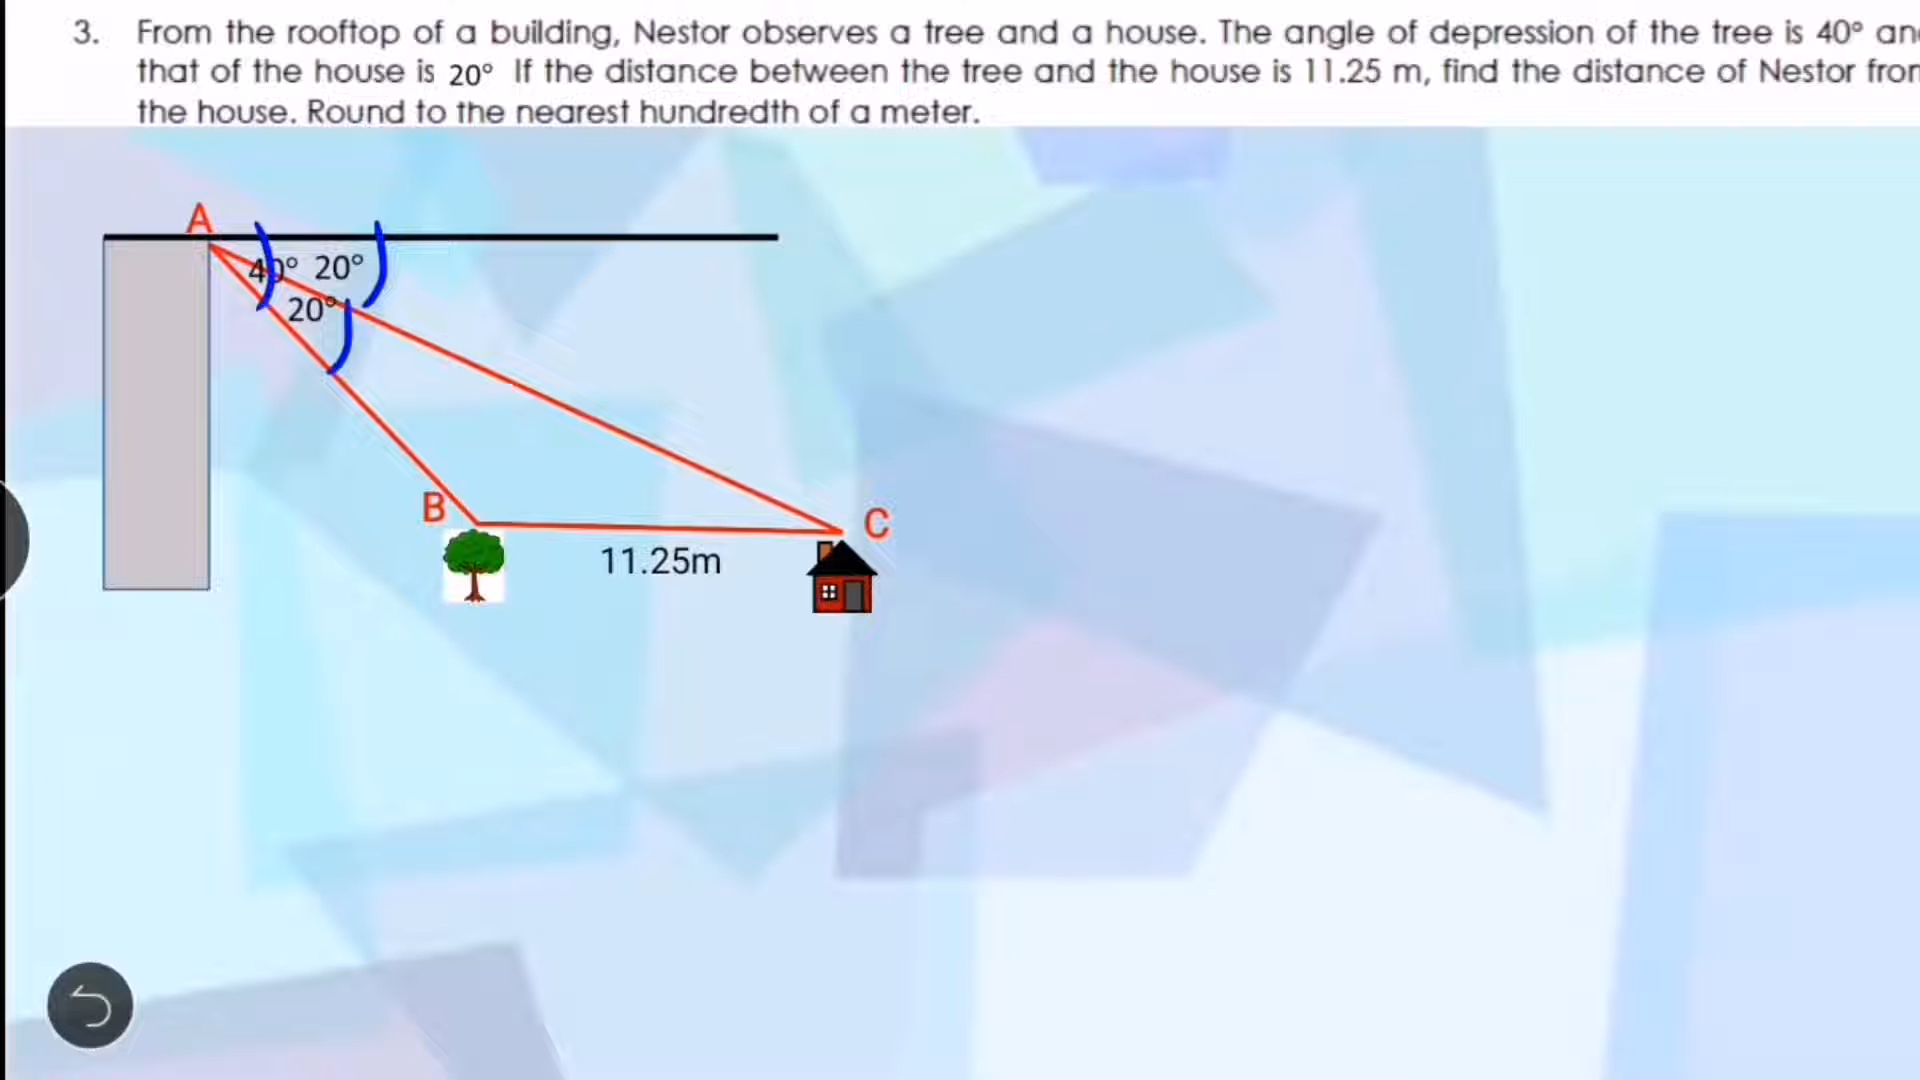 3. From the rooftop of a building, Nestor observes a tree and a house. The angle of depression of the tree is 40°
that of the house is 20° If the distance between the tree and the house is 11.25 m, find the distance of Nestor
the house. Round to the nearest hundredth of a meter.
A
40° 20°
20°
B
C
11.25m